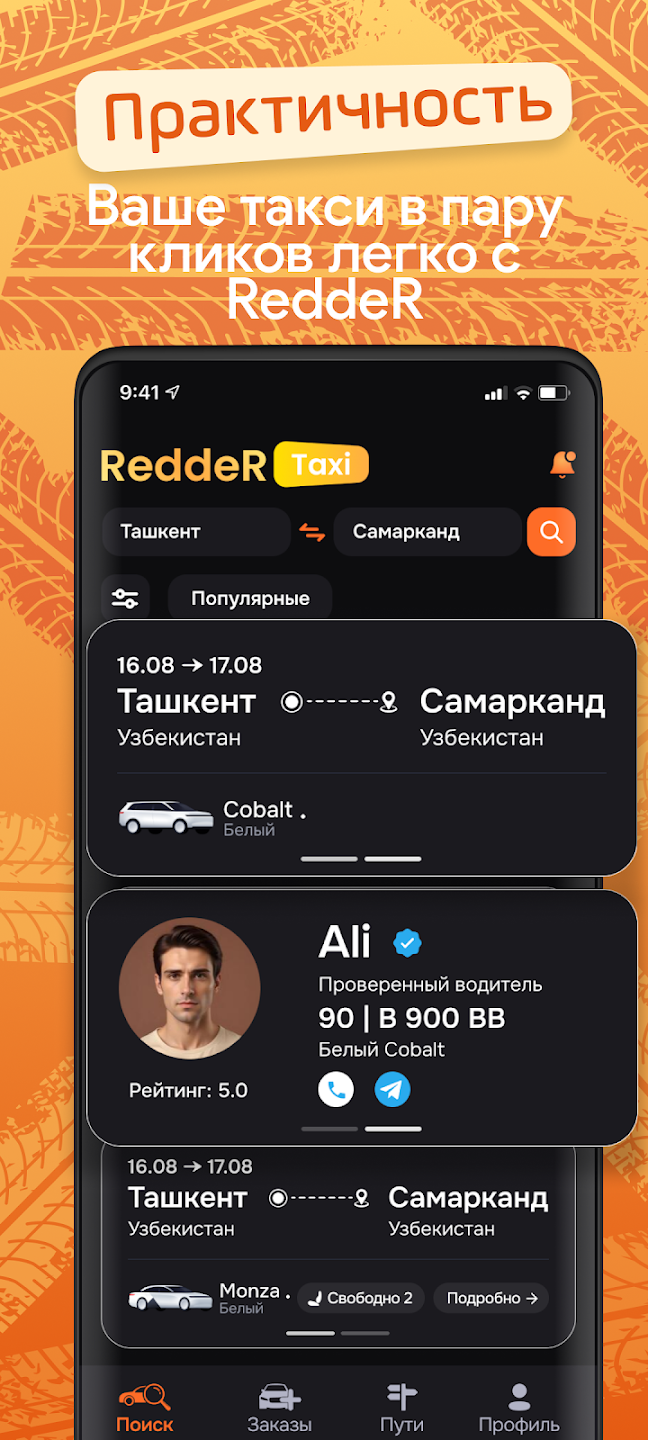 Практичность
Ваше такси в пару
кликов легко с
ReddeR
9:41
ReddeR Taxi
Ташкент Самарканд
Популярные
16.08 → 17.08
Ташкент Самарканд
Узбекистан Узбекистан
Cobalt .
Белый
Ali
Проверенный водитель
90 | B 900 BB
Белый Cobalt
Рейтинг: 5.0
16.08 → 17.08
Ташкент Самарканд
Узбекистан Узбекистан
Monza . Свободно 2 Подробно →
Белый
Поиск Заказы Пути Профиль